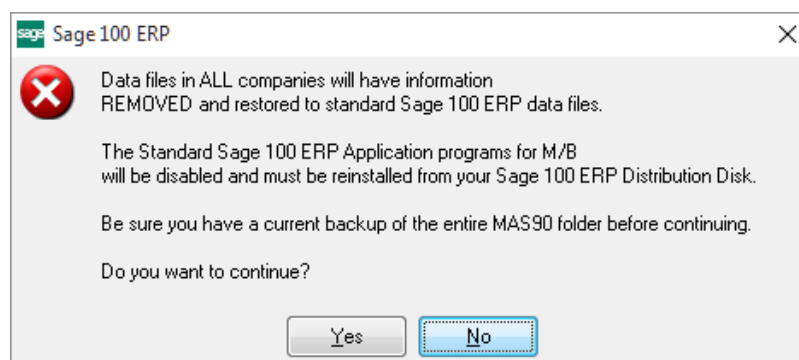 sage Sage 100 ERP
Data files in ALL companies will have information
REMOVED and restored to standard Sage 100 ERP data files.
The Standard Sage 100 ERP Application programs for M/B
will be disabled and must be reinstalled from your Sage 100 ERP Distribution Disk.
Be sure you have a current backup of the entire MAS90 folder before continuing.
Do you want to continue?
Yes No